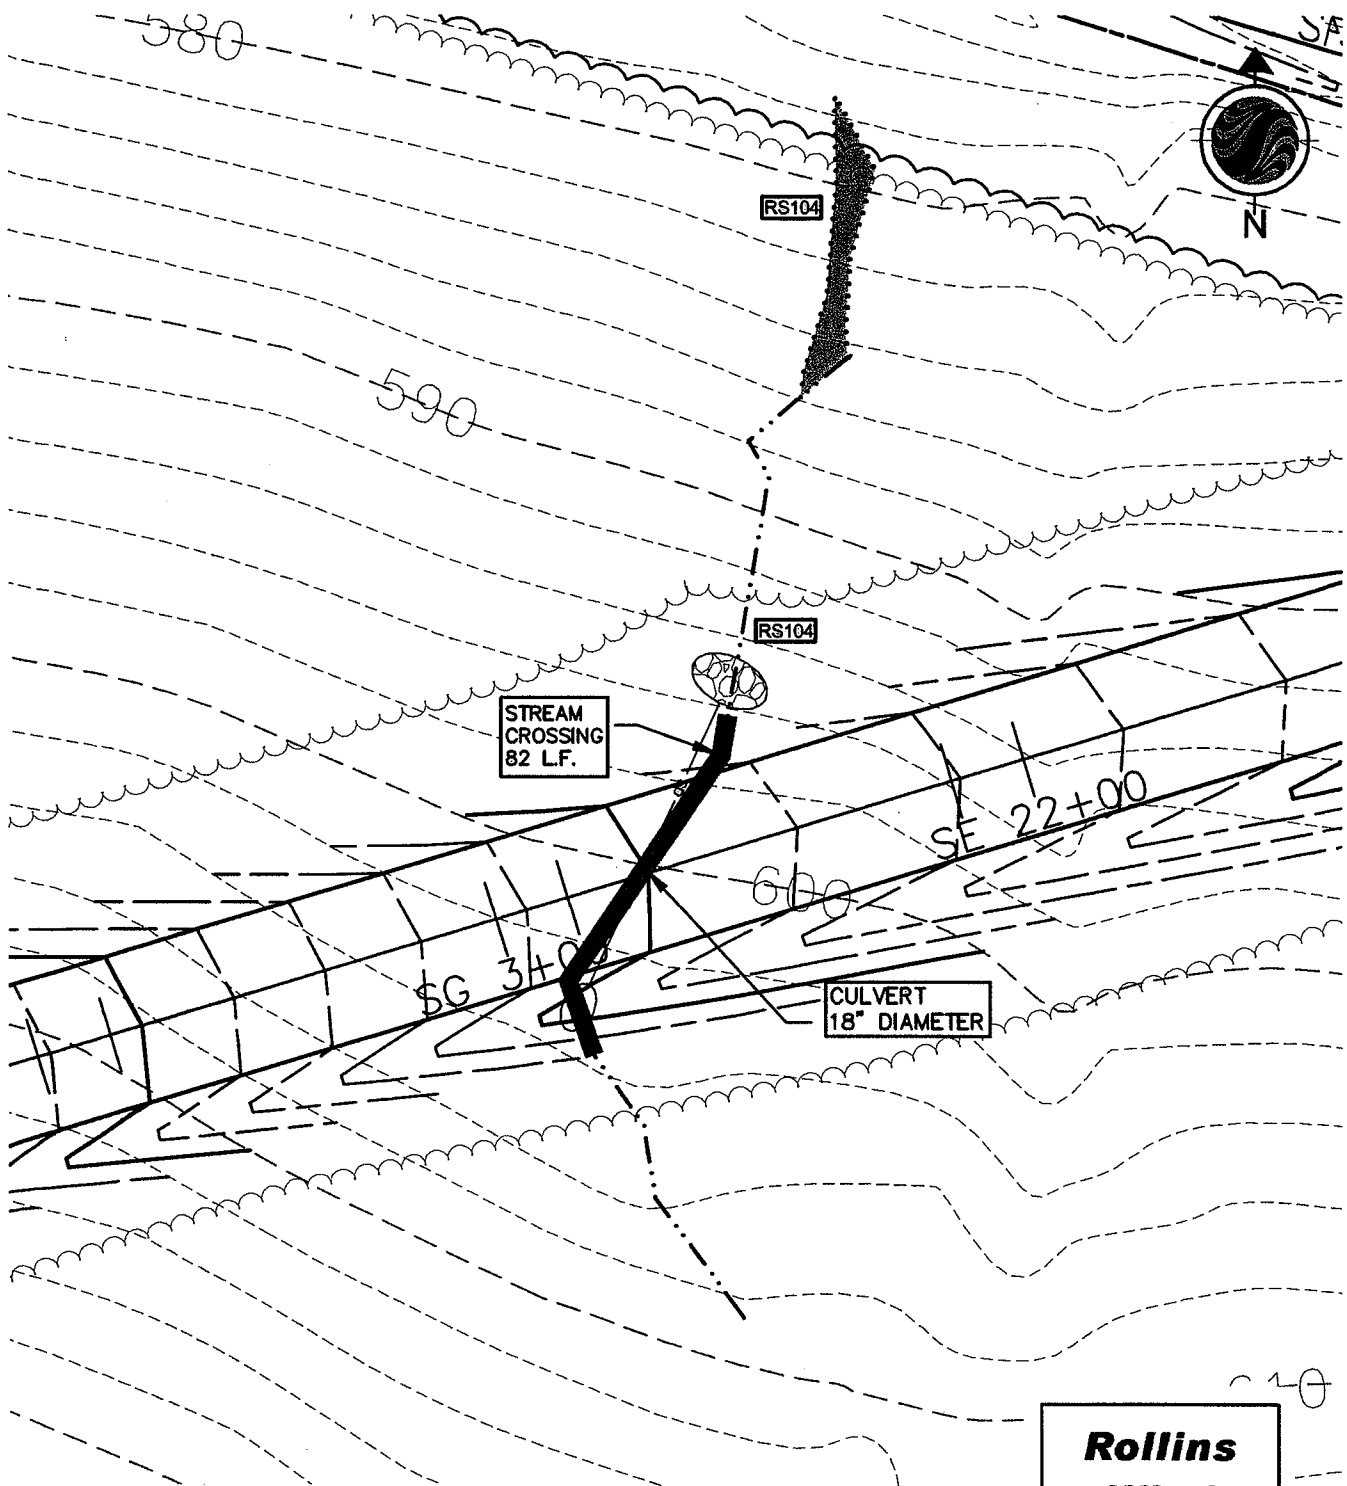 580
N
RS104
590
RS104
STREAM
CROSSING
82 L.F.
SE 22+00
600
SG 3+00
CULVERT
18" DIAMETER
Rollins